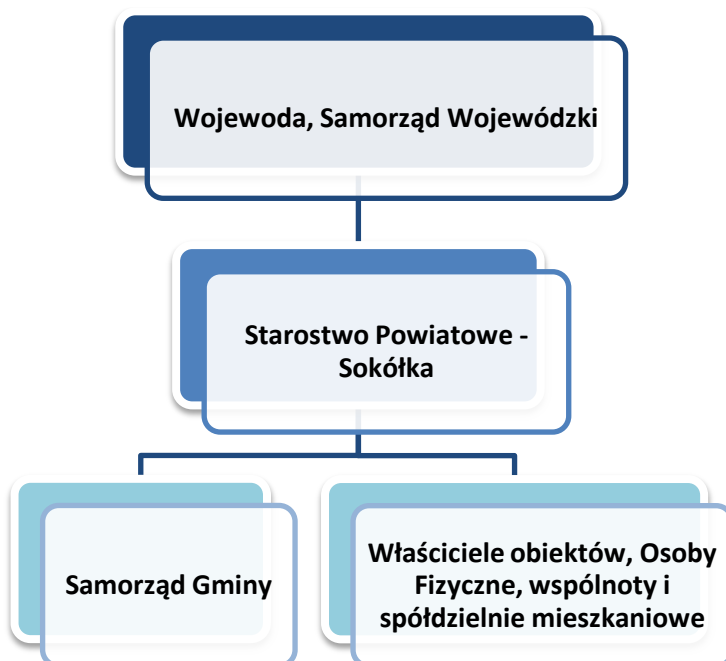 Wojewoda, Samorząd Wojewódzki
Starostwo Powiatowe -
Sokółka
Samorząd Gminy
Właściciele obiektów, Osoby
Fizyczne, wspólnoty i
spółdzielnie mieszkaniowe